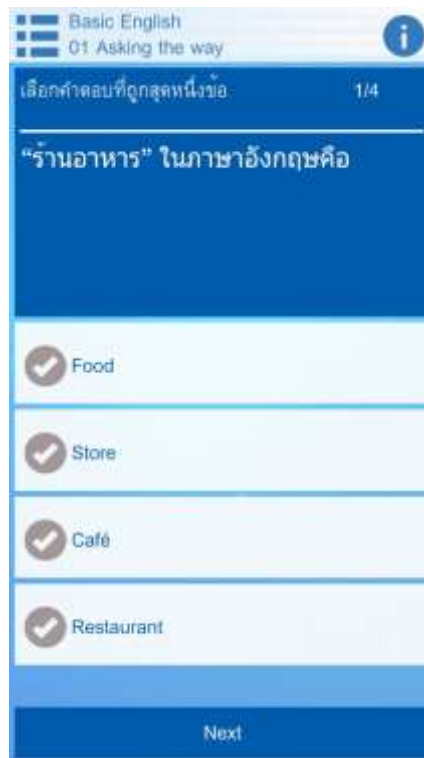 Basic English
01 Asking the way
เลือกคำตอบที่ถูกสุดหนึ่งข้อ 1/4
“ร้านอาหาร” ในภาษาอังกฤษคือ
Food
Store
Café
Restaurant
Next